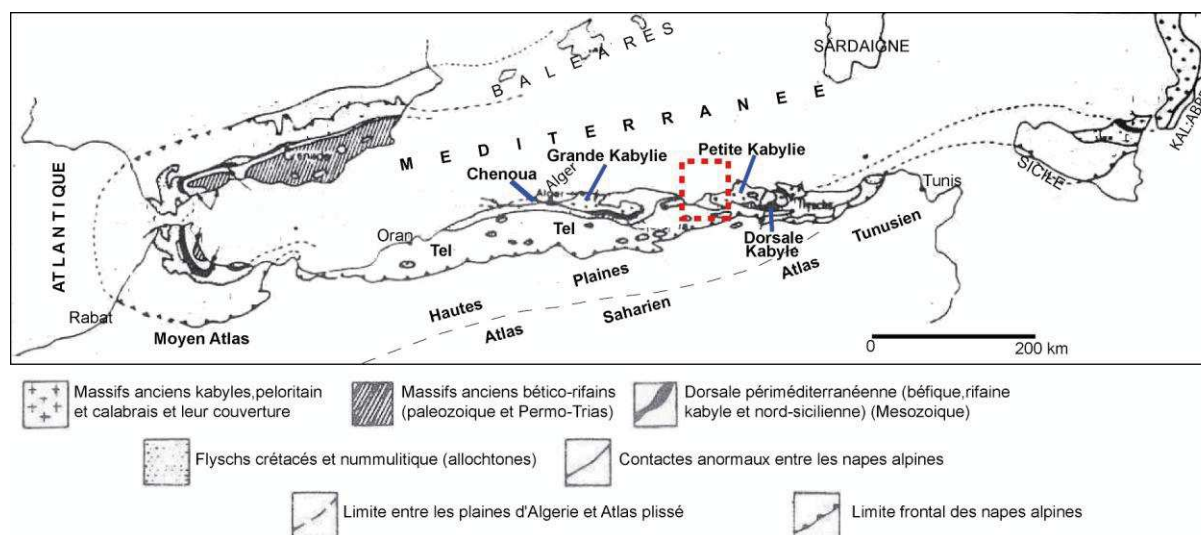 SARDAIGNE
BALEARES
KALABRE
MEDITERRANEE
Grenade
Grande Kabylie
Petite Kabylie
Chenoua
Alger
Alger
SICILE
ATLANTIQUE
Tunis
Oran
Tel
Tel
Dorsale
Kabyle
Tunusien
Plaines
Atlas
Rabat
Hautes
Saharien
Moyen Atlas
Atlas
0 200 km
Massifs anciens kabyles,peloritain
et calabrais et leur couverture
Massifs anciens bético-rifains
(paleozoique et Permo-Trias)
Dorsale périméditerranéenne (béfique,rifaine
kabyle et nord-sicilienne) (Mesozoique)
Flyschs crétacés et nummulitique (allochtones)
Contactes anormaux entre les napes alpines
Limite entre les plaines d'Algerie et Atlas plissé
Limite frontal des napes alpines